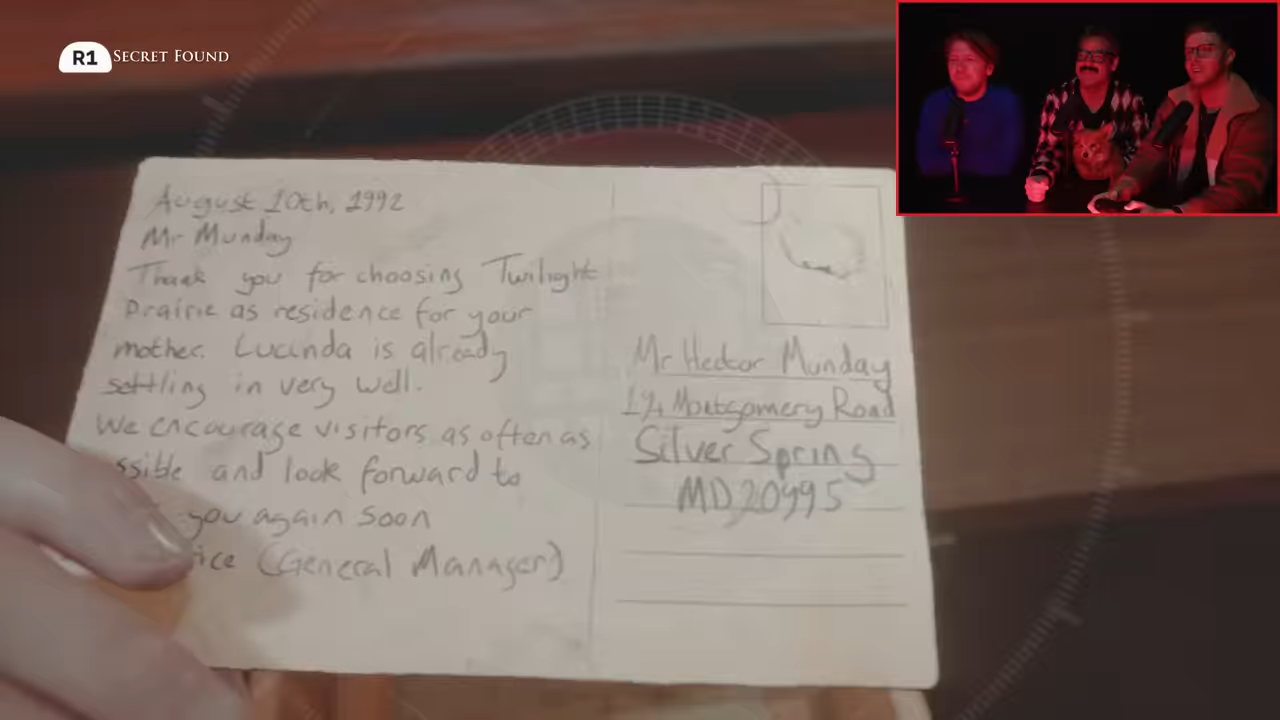 R1 Secret Found
August 10th, 1992
Mr Munday
Thank you for choosing Twilight
Prairie as residence for your
mother. Lucinda is already
settling in very well.
We encourage visitors as often as
ssible and look forward to
you again soon
ice (General Manager)
Mr Hector Munday
Montgomery Road
Silver Spring
MD 20995